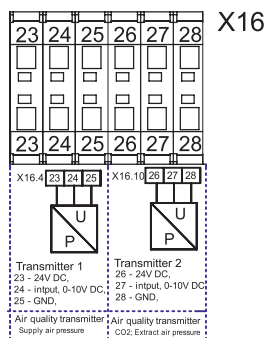 X16
23 24 25 26 27 28
23 24 25 26 27 28
X16.4 23 24 25
X16.10 26 27 28
U
P
U
P
Transmitter 1
23 - 24V DC,
24 - intput, 0-10V DC
25 - GND,
Transmitter 2
26 - 24V DC,
27 - intput, 0-10V DC
28 - GND,
Air quality transmitter
Supply air pressure
Air quality transmitter
CO2; Extract air pressure